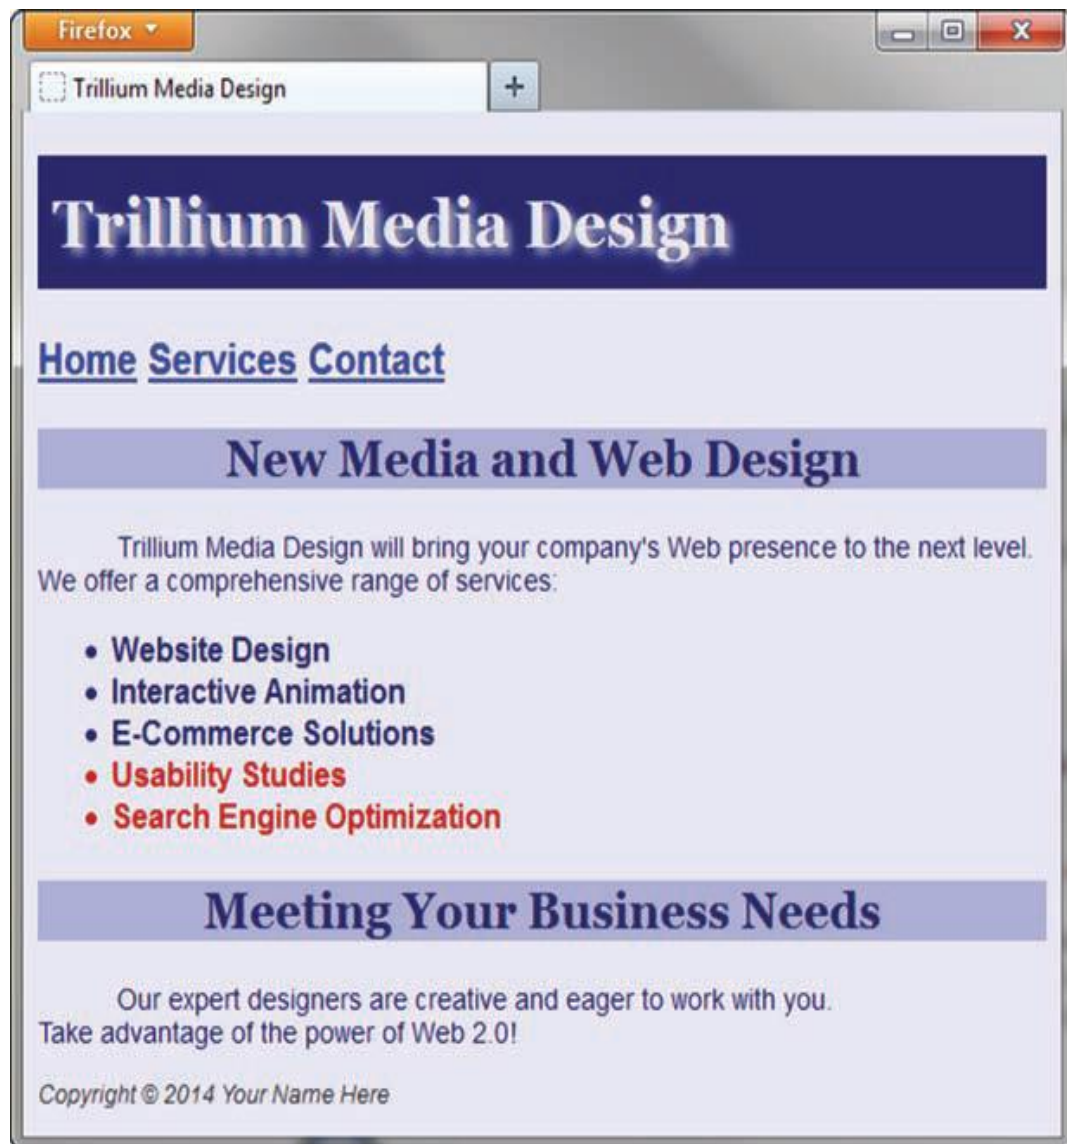 Firefox
Trillium Media Design
Trillium Media Design
Home Services Contact
New Media and Web Design
Trillium Media Design will bring your company's Web presence to the next level.
We offer a comprehensive range of services:
• Website Design
• Interactive Animation
• E-Commerce Solutions
• Usability Studies
• Search Engine Optimization
Meeting Your Business Needs
Our expert designers are creative and eager to work with you.
Take advantage of the power of Web 2.0!
Copyright © 2014 Your Name Here